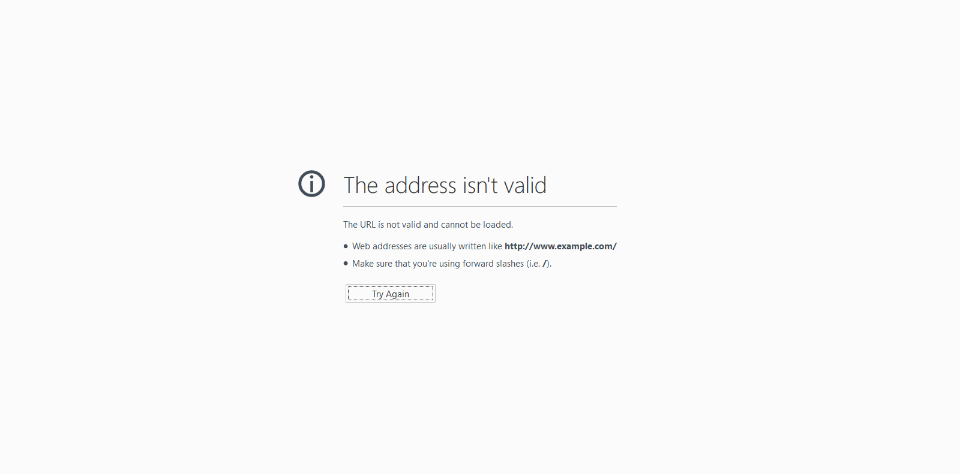 The address isn't valid
The URL is not valid and cannot be loaded.
● Web addresses are usually written like http://www.example.com/
● Make sure that you're using forward slashes (i.e. /).
Try Again